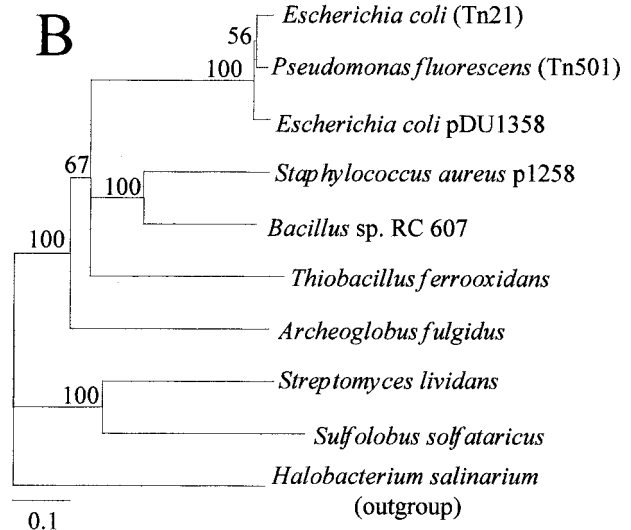 B
Escherichia coli (Tn21)
56
Pseudomonas fluorescens (Tn501)
100
Escherichia coli pDU1358
67
Staphylococcus aureus p1258
100
Bacillus sp. RC 607
100
Thiobacillus ferrooxidans
Archeoglobus fulgidus
Streptomyces lividans
100
Sulfolobus solfataricus
Halobacterium salinarium
(outgroup)
0.1